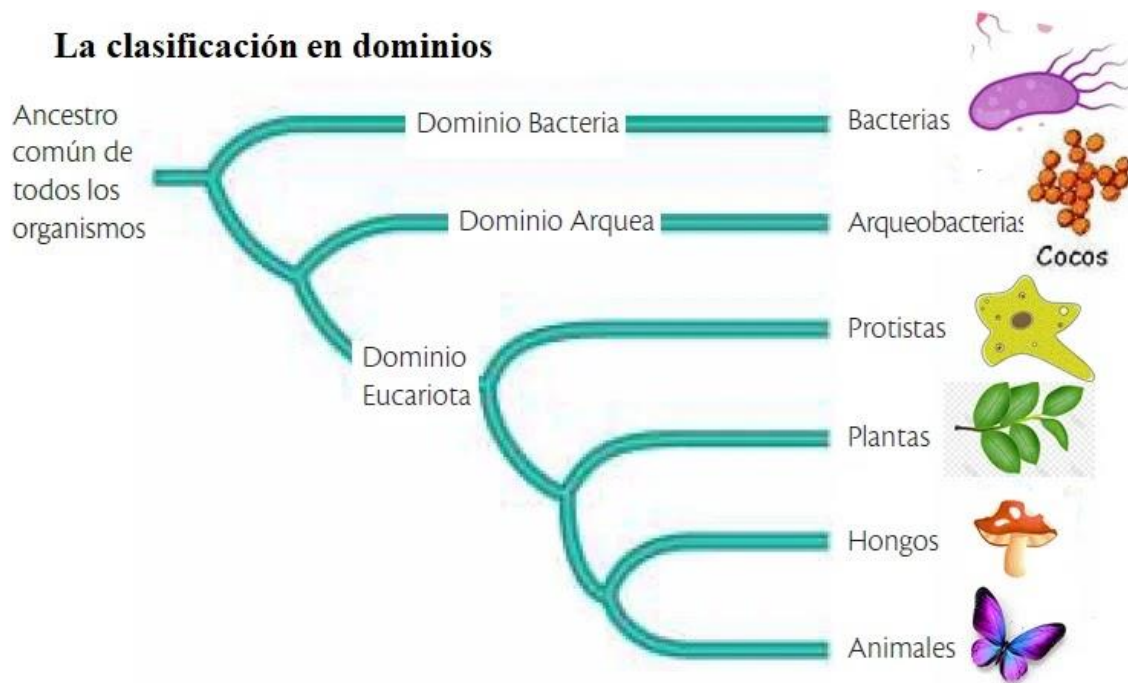 La clasificación en dominios
Ancestro
común de
todos los
organismos
Dominio Bacteria
Bacterias
Dominio Arquea
Arqueobacterias
Cocos
Dominio
Eucariota
Protistas
Plantas
Hongos
Animales